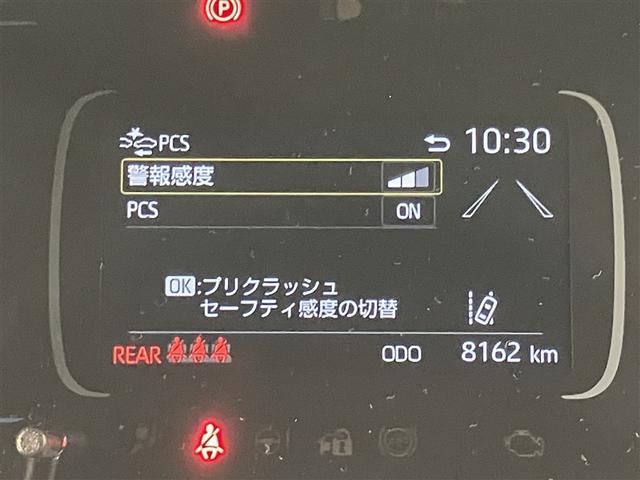 P
PCS
10:30
警報感度
PCS
ON
OK:プリクラッシュ
セーフティ感度の切替
REAR
ODO
8162 km